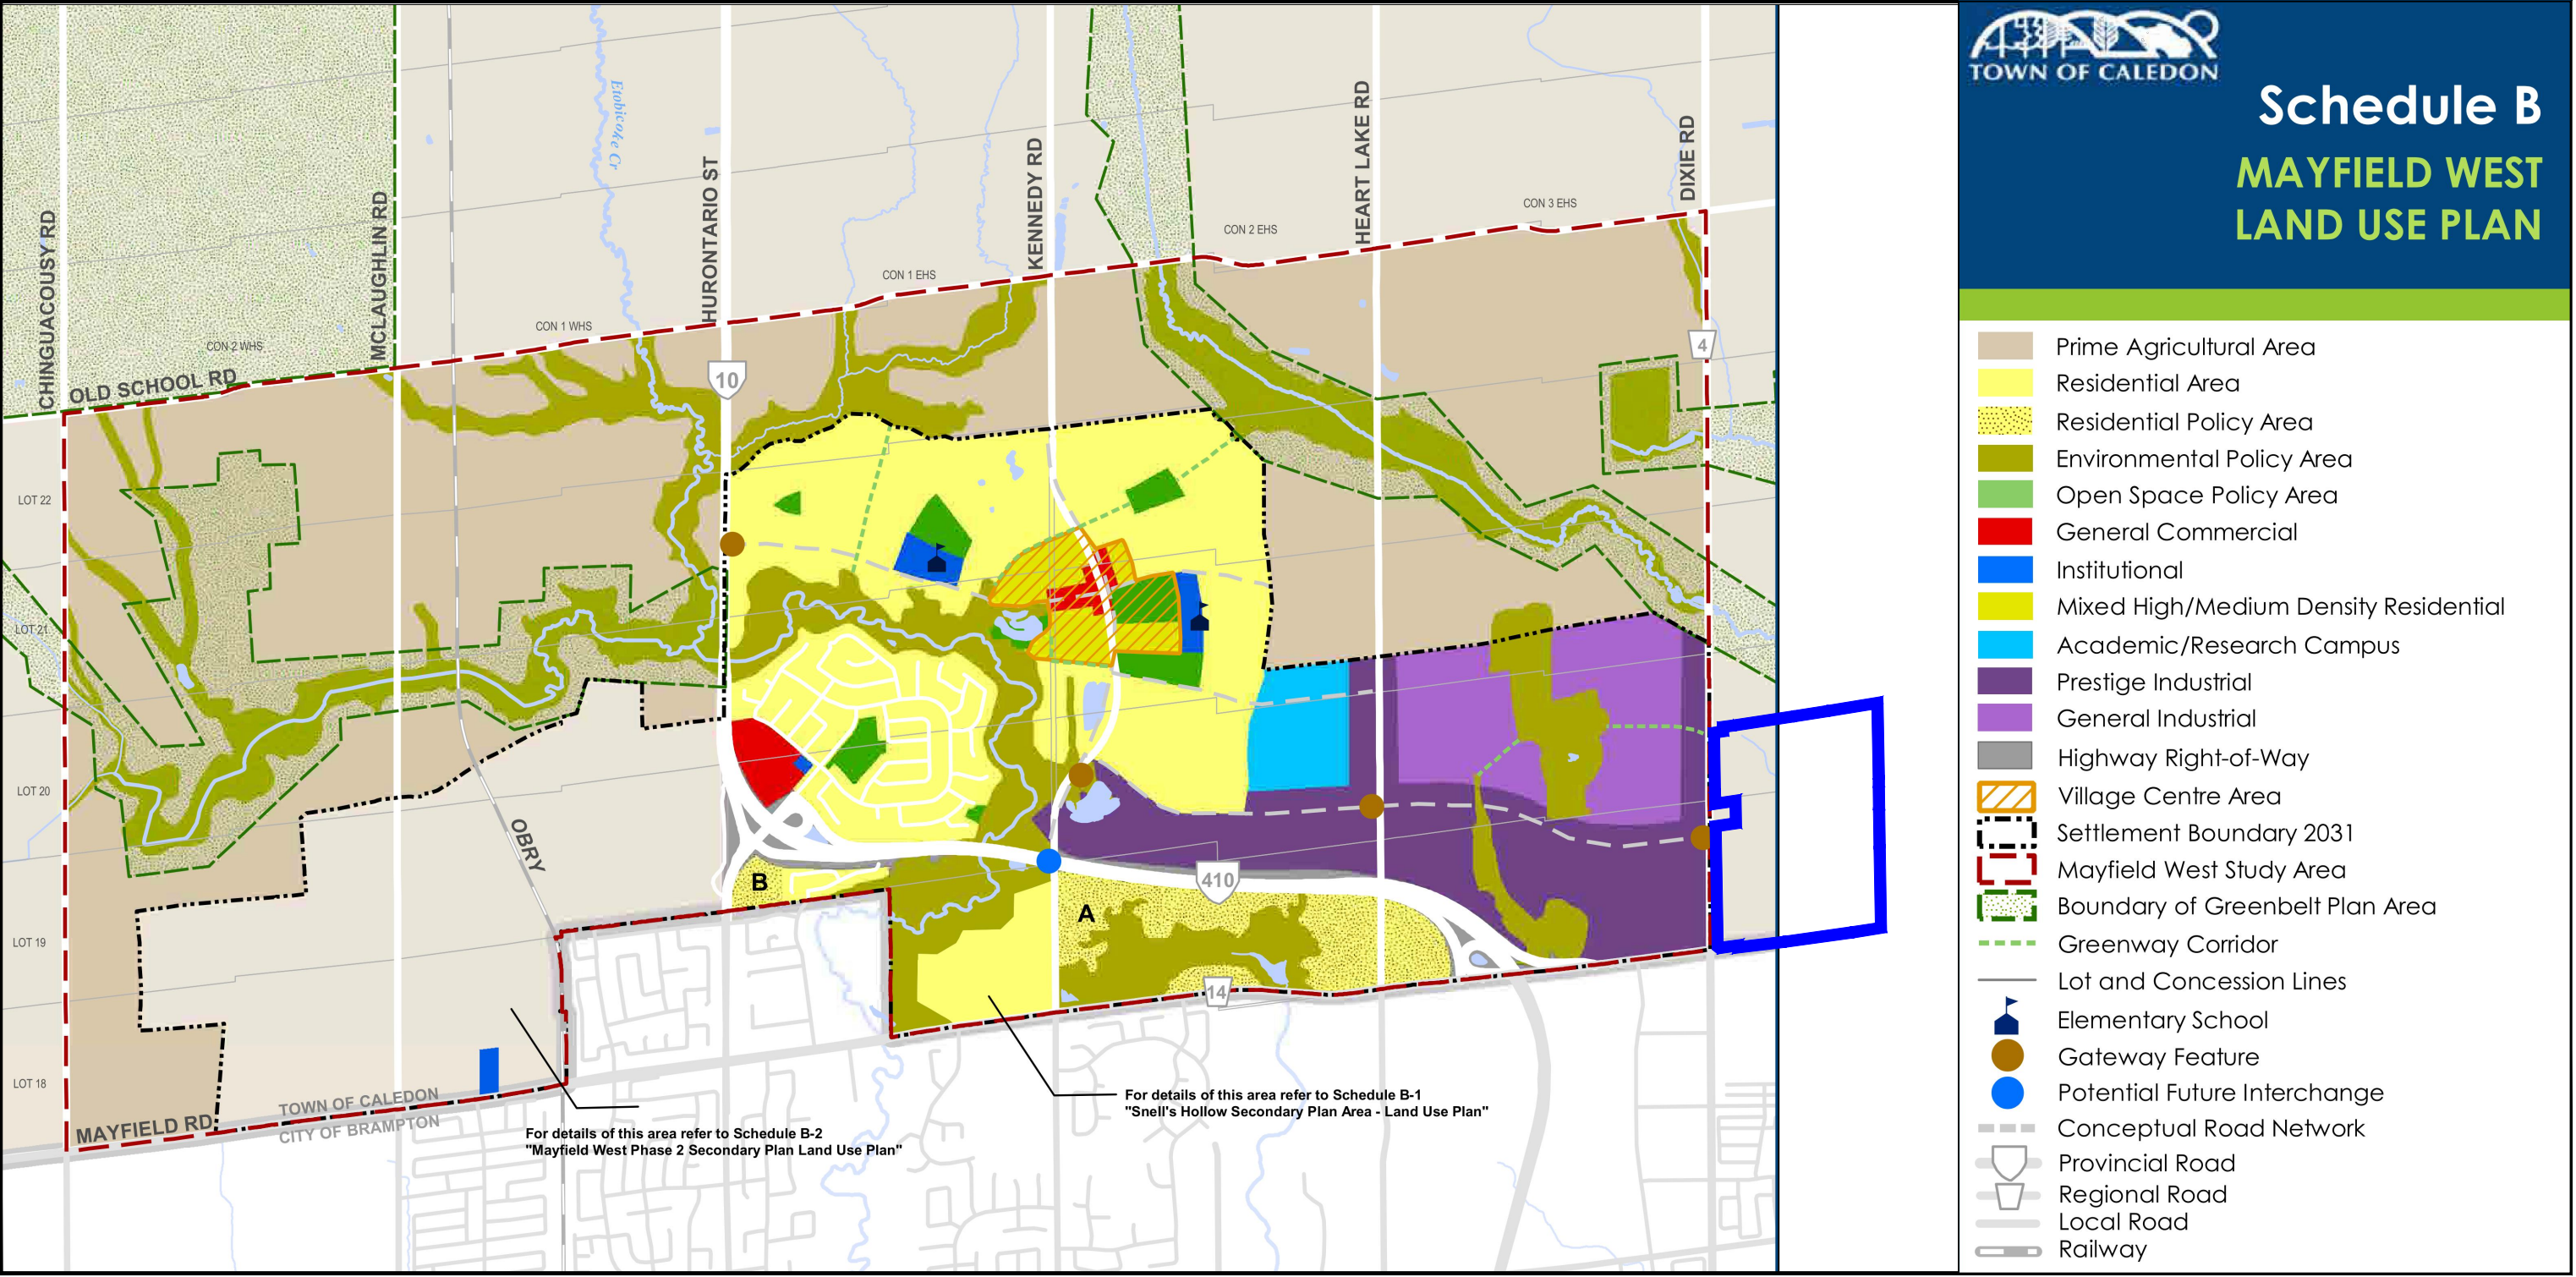 TOWN OF CALEDON
Schedule B
MAYFIELD WEST
LAND USE PLAN
Prime Agricultural Area
Residential Area
Residential Policy Area
Environmental Policy Area
Open Space Policy Area
General Commercial
Institutional
Mixed High/Medium Density Residential
Academic/Research Campus
Prestige Industrial
General Industrial
Highway Right-of-Way
Village Centre Area
Settlement Boundary 2031
Mayfield West Study Area
Boundary of Greenbelt Plan Area
Greenway Corridor
Lot and Concession Lines
Elementary School
Gateway Feature
Potential Future Interchange
Conceptual Road Network
Provincial Road
Regional Road
Local Road
Railway
CHINGUACOUSY RD
MCLAUGHLIN RD
Etobicoke Cr
HURONTARIO ST
KENNEDY RD
HEART LAKE RD
DIXIE RD
OLD SCHOOL RD
CON 2 WHS
CON 1 WHS
CON 1 EHS
CON 2 EHS
CON 3 EHS
10
4
LOT 22
LOT 21
LOT 20
LOT 19
LOT 18
OBRY
B
A
410
14
MAYFIELD RD
TOWN OF CALEDON
CITY OF BRAMPTON
For details of this area refer to Schedule B-2
"Mayfield West Phase 2 Secondary Plan Land Use Plan"
For details of this area refer to Schedule B-1
"Snell's Hollow Secondary Plan Area - Land Use Plan"